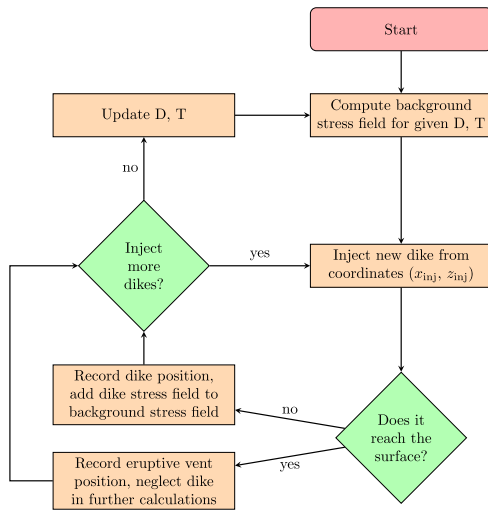 Start
Update D, T
Compute background
stress field for given D, T
no
Inject
more
dikes?
yes
Inject new dike from
coordinates (x_inj, z_inj)
Record dike position,
add dike stress field to
background stress field
no
Does it
reach the
surface?
Record eruptive vent
position, neglect dike
in further calculations
yes